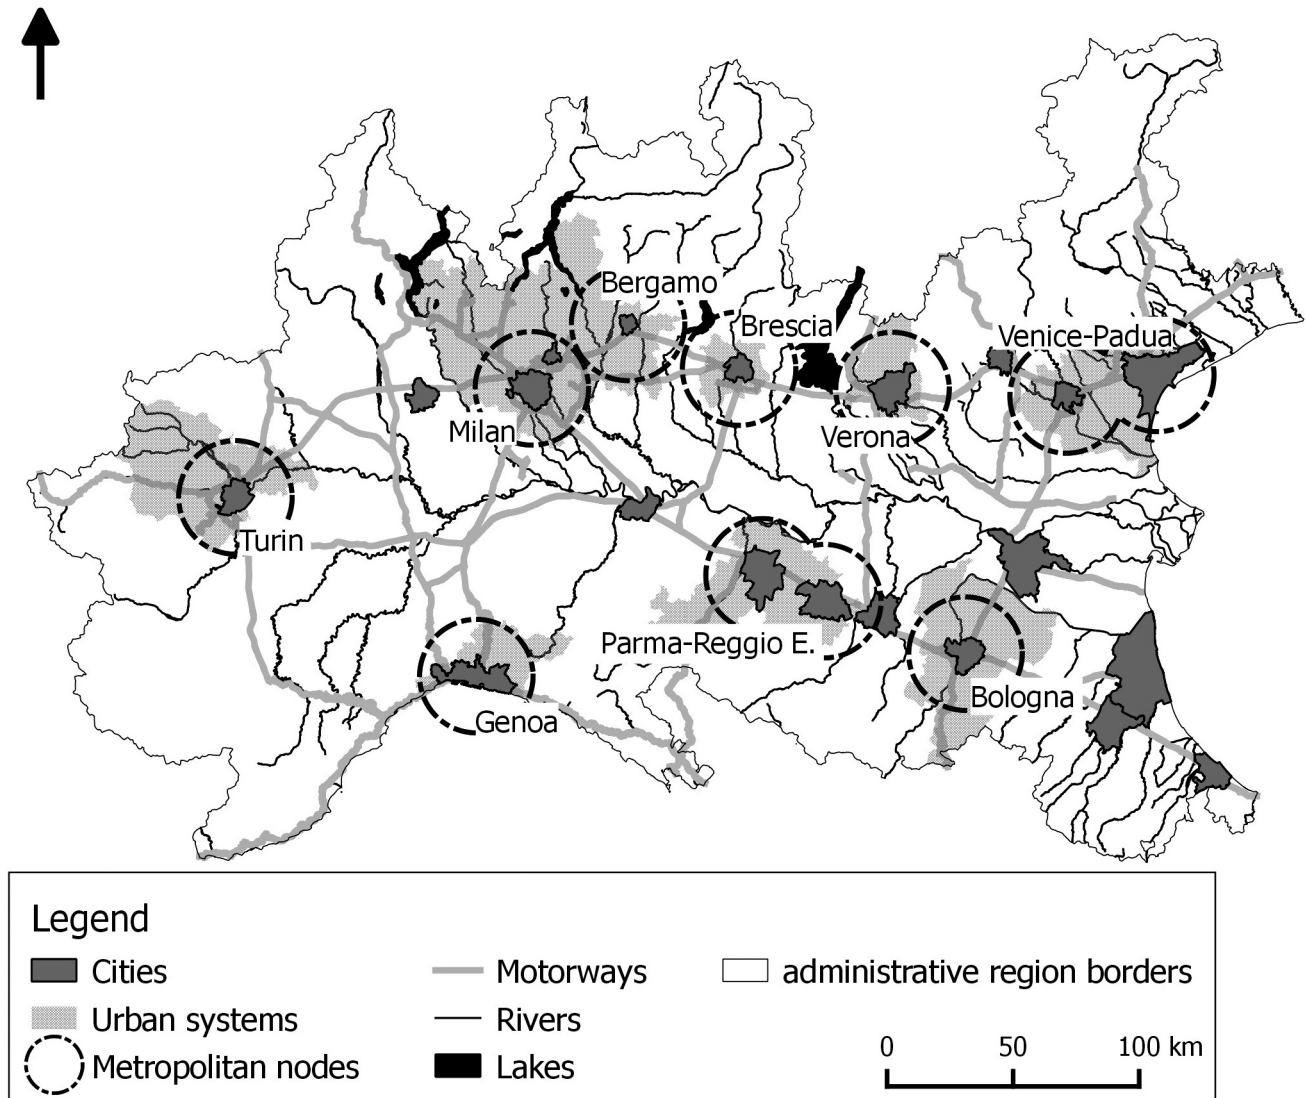 Bergamo
Brescia
Venice-Padua
Milan
Verona
Turin
Parma-Reggio E.
Bologna
Genoa
Legend
Cities
Motorways
administrative region borders
Urban systems
Rivers
Metropolitan nodes
Lakes
0 50 100 km